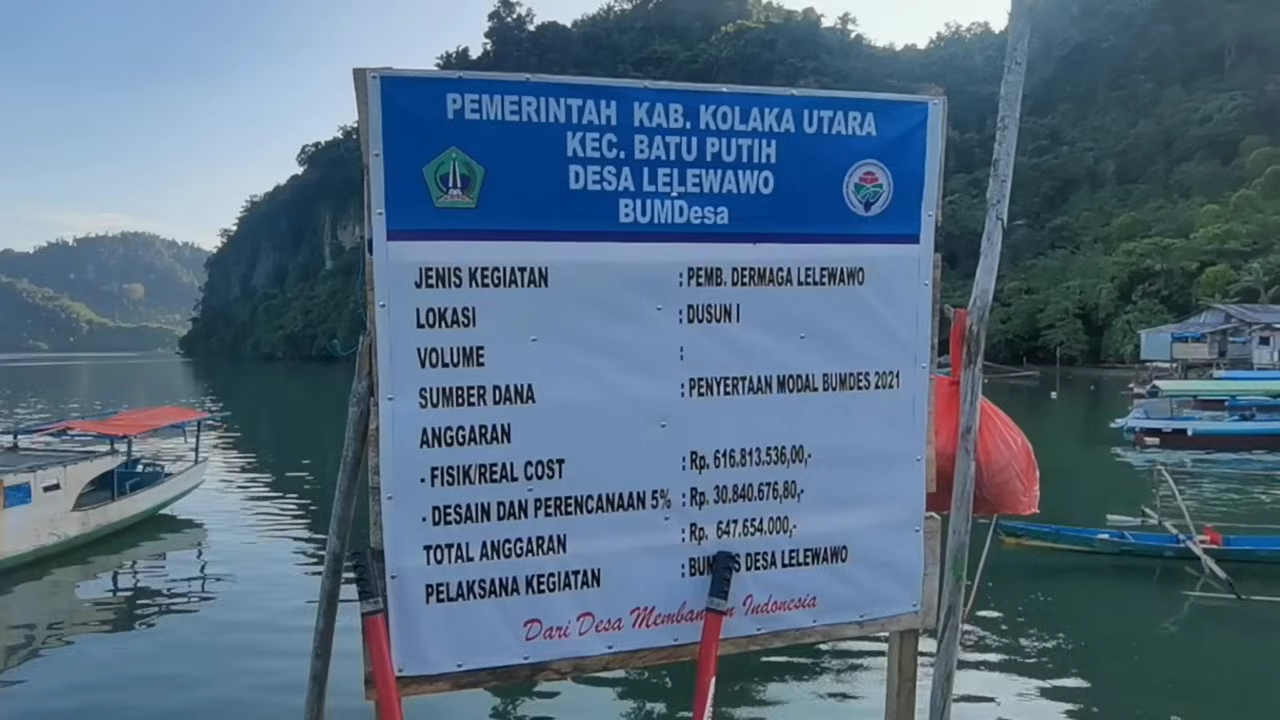 PEMERINTAH KAB. KOLAKA UTARA
KEC. BATU PUTIH
DESA LELEWAWO
BUMDesa
JENIS KEGIATAN : PEMB. DERMAGA LELEWAWO
LOKASI : DUSUN I
VOLUME :
SUMBER DANA : PENYERTAAN MODAL BUMDES 2021
ANGGARAN
- FISIK/REAL COST : Rp. 616.813.536,00,-
- DESAIN DAN PERENCANAAN 5% : Rp. 30.840.676,80,-
TOTAL ANGGARAN : Rp. 647.654.000,-
PELAKSANA KEGIATAN : DESA LELEWAWO
Dari Desa Indonesia